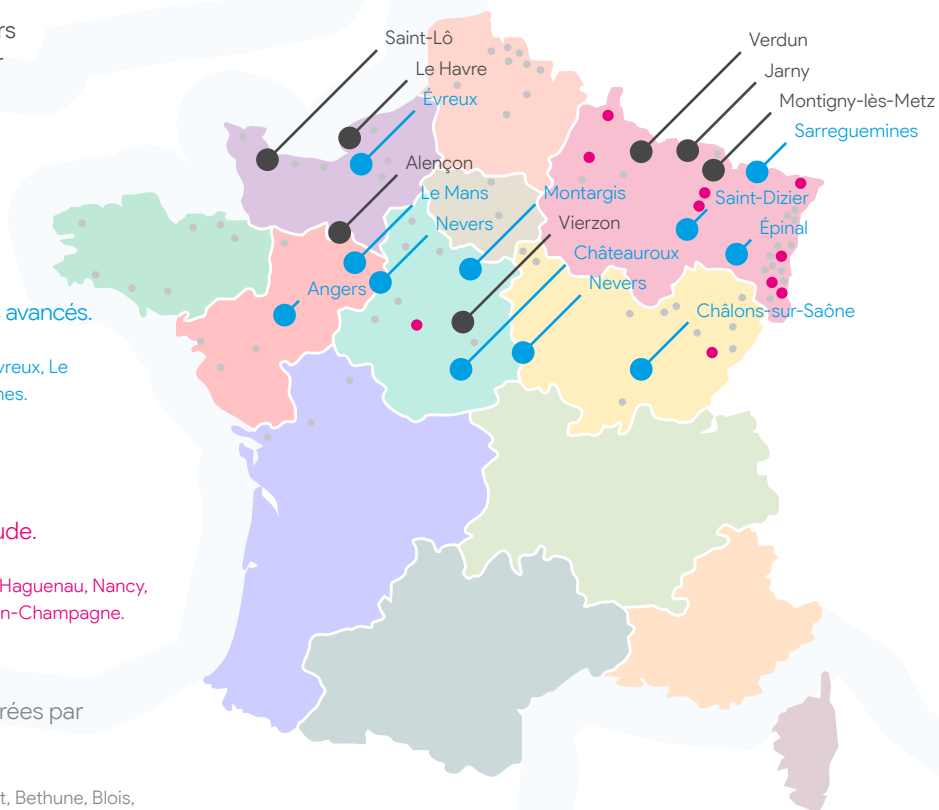 rs
r
avancés.
vreux, Le
nes.
ude.
Haguenau, Nancy,
n-Champagne.
rées par
t, Bethune, Blois,
Saint-Lô
Le Havre
Évreux
Alençon
Le Mans
Nevers
Angers
Montargis
Vierzon
Châteauroux
Nevers
Verdun
Jarny
Montigny-lès-Metz
Sarreguemines
Saint-Dizier
Épinal
Châlons-sur-Saône